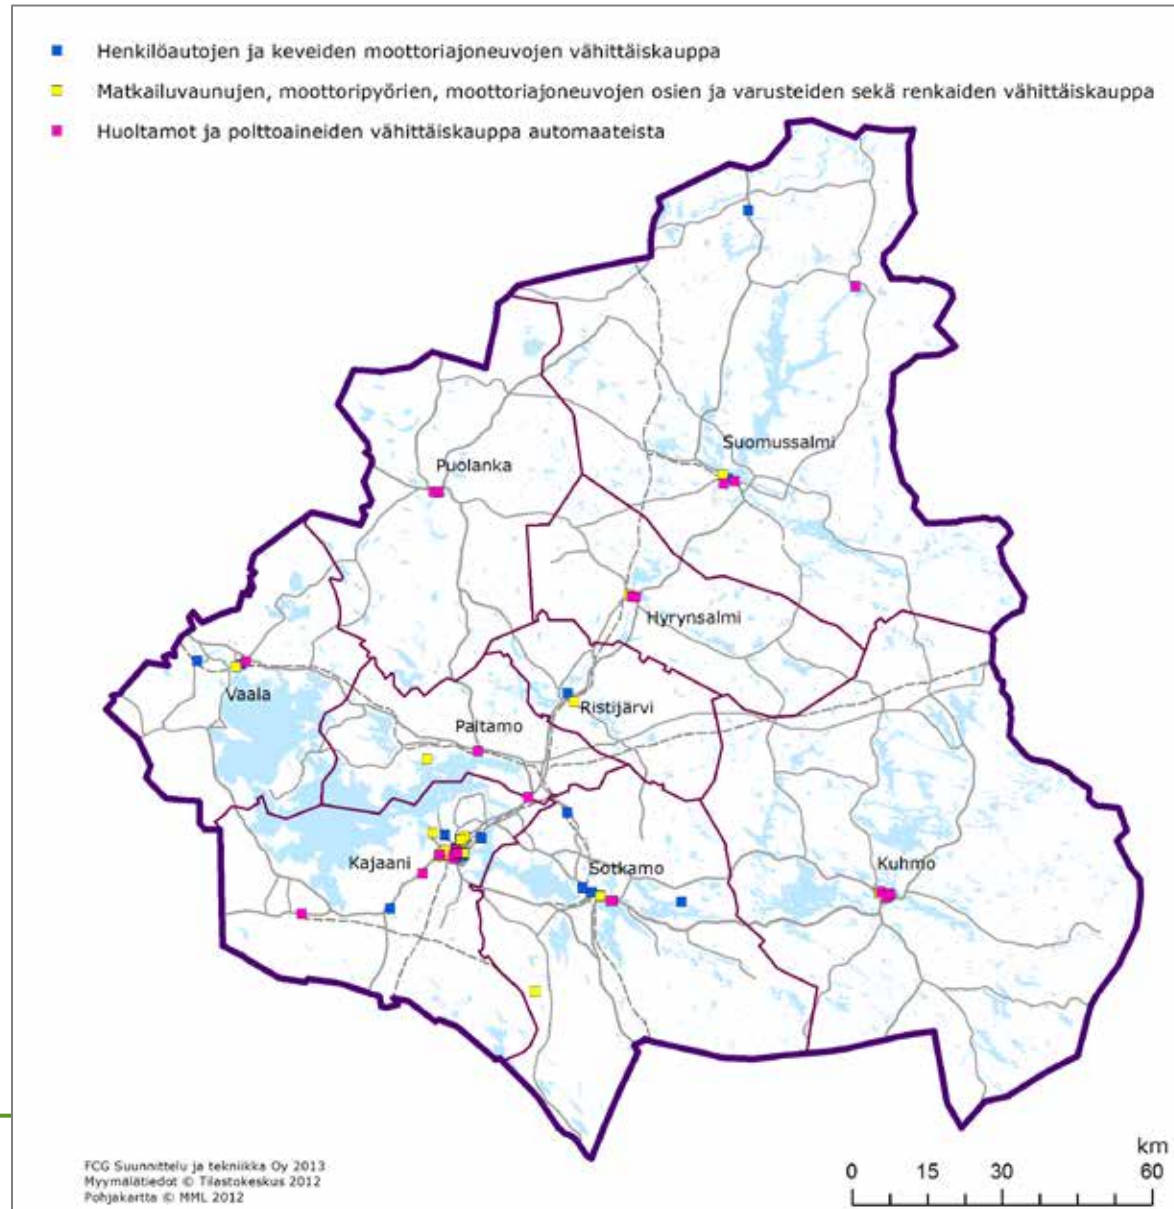 Henkilöautojen ja keveiden moottoriajoneuvojen vähittäiskauppa
Matkailuvaunujen, moottoripyörien, moottoriajoneuvojen osien ja varusteiden sekä renkaiden vähittäiskauppa
Huoltamot ja polttoaineiden vähittäiskauppa automaateista
Suomussalmi
Puolanka
Hyrynsalmi
Vaala
Ristijärvi
Paltamo
Kajaani
Sotkamo
Kuhmo
FCG Suunnittelu ja tekniikka Oy 2013
Myymälätiedot © Tilastokeskus 2012
Pohjakartta © MML 2012
km
0 15 30 60